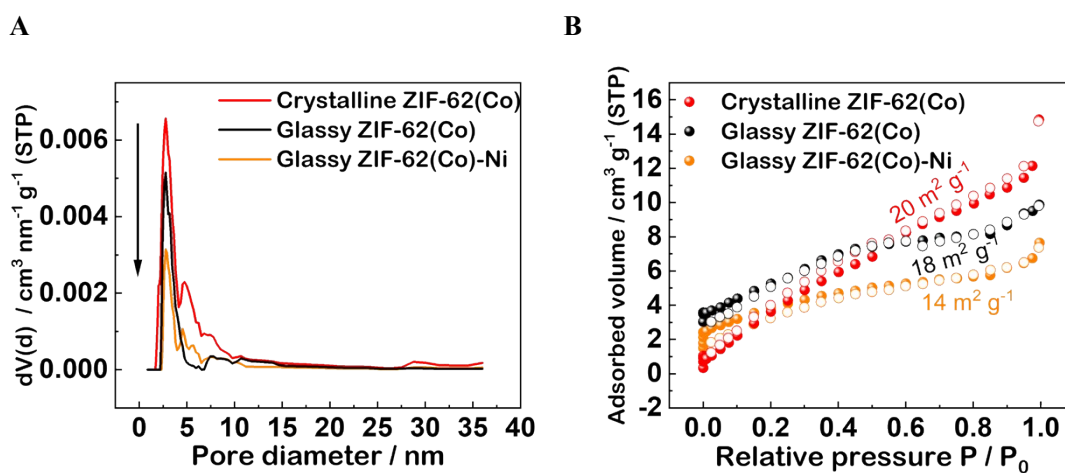 A
dV(d) / cm³ nm⁻¹ g⁻¹ (STP)
Crystalline ZIF-62(Co)
Glassy ZIF-62(Co)
Glassy ZIF-62(Co)-Ni
0.006
0.004
0.002
0.000
0 5 10 15 20 25 30 35 40
Pore diameter / nm
B
Adsorbed volume / cm³ g⁻¹ (STP)
Crystalline ZIF-62(Co)
Glassy ZIF-62(Co)
Glassy ZIF-62(Co)-Ni
16
14
12
10
8
6
4
2
0
-2
20 m² g⁻¹
18 m² g⁻¹
14 m² g⁻¹
0.0 0.2 0.4 0.6 0.8 1.0
Relative pressure P / P₀